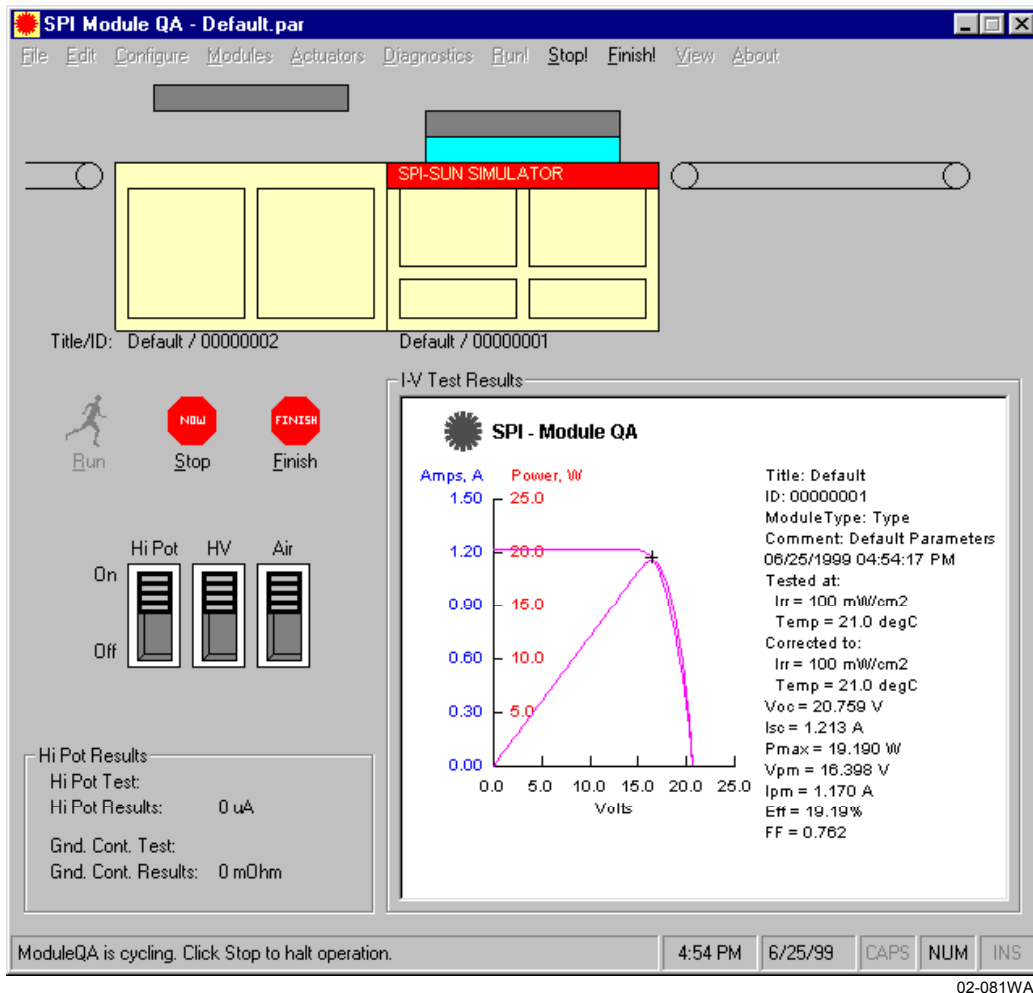 SPI Module QA - Default.par
File Edit Configure Modules Actuators Diagnostics Run! Stop! Finish! View About
SPI-SUN SIMULATOR
Title/ID: Default / 00000002 Default / 00000001
NOW FINISH
Run Stop Finish
Hi Pot HV Air
On
Off
Hi Pot Results
Hi Pot Test:
Hi Pot Results: 0 uA
Gnd. Cont. Test:
Gnd. Cont. Results: 0 mOhm
I-V Test Results
SPI - Module QA
Amps, A Power, W
1.50 25.0
1.20 20.0
0.90 15.0
0.60 10.0
0.30 5.0
0.00
0.0 5.0 10.0 15.0 20.0 25.0
Volts
Title: Default
ID: 00000001
ModuleType: Type
Comment: Default Parameters
06/25/1999 04:54:17 PM
Tested at:
Irr = 100 mW/cm2
Temp = 21.0 degC
Corrected to:
Irr = 100 mW/cm2
Temp = 21.0 degC
Voc = 20.759 V
Isc = 1.213 A
Pmax = 19.190 W
Vpm = 16.398 V
Ipm = 1.170 A
Eff = 19.19%
FF = 0.762
ModuleQA is cycling. Click Stop to halt operation. 4:54 PM 6/25/99 CAPS NUM INS
02-081WA